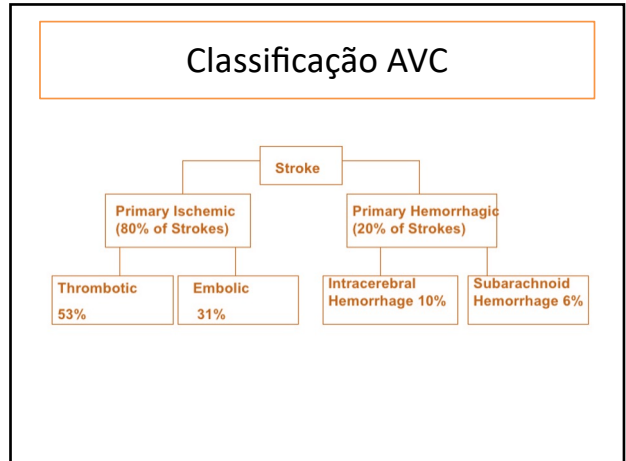 Classificação AVC
Stroke
Primary Ischemic
(80% of Strokes)
Primary Hemorrhagic
(20% of Strokes)
Thrombotic
53%
Embolic
31%
Intracerebral
Hemorrhage 10%
Subarachnoid
Hemorrhage 6%